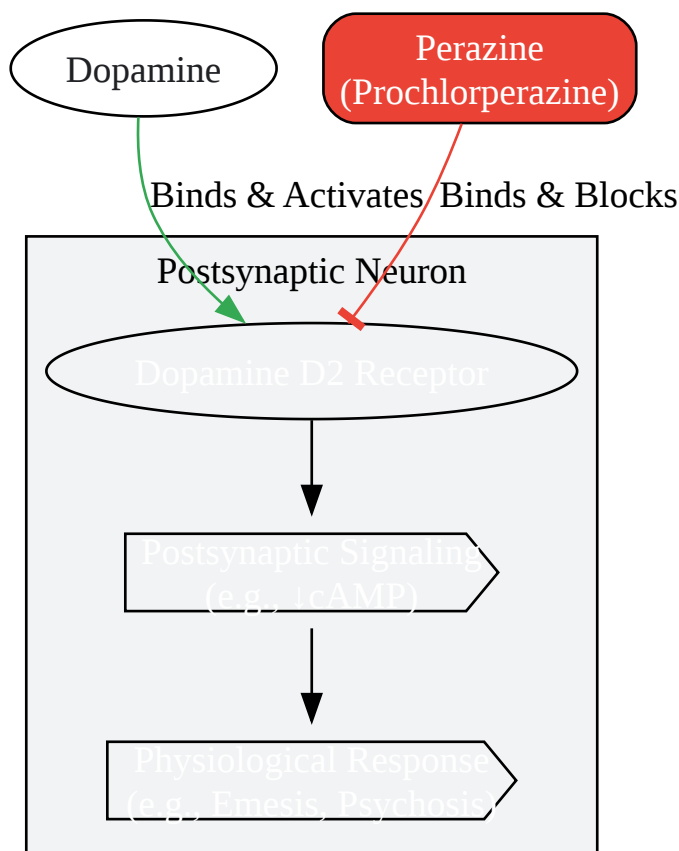 Dopamine
Perazine
(Prochlorperazine)
Binds & Activates
Binds & Blocks
Postsynaptic Neuron
Dopamine D2 Receptor
Postsynaptic Signaling
(e.g., ↓cAMP)
Physiological Response
(e.g., Emesis, Psychosis)